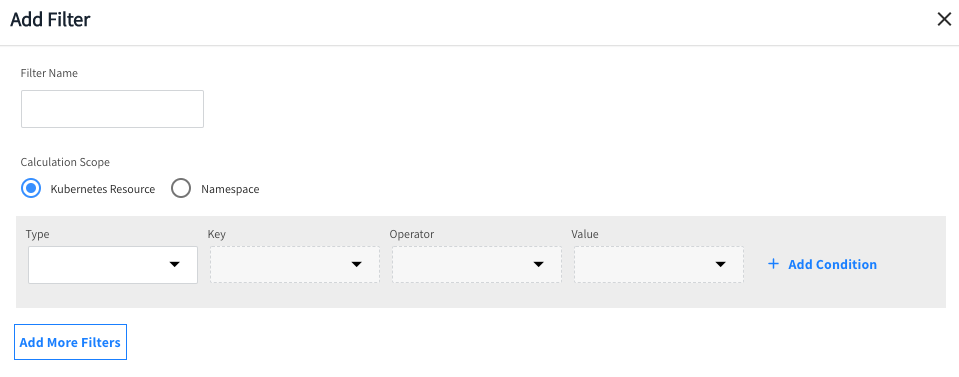 Add Filter
Filter Name
Calculation Scope
Kubernetes Resource Namespace
Type Key Operator Value
+ Add Condition
Add More Filters